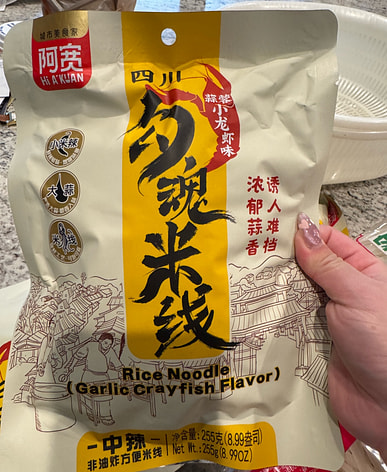 城市美食家
阿宽
Hi A'KUAN
四川
蒜蓉
小龙虾味
勾魂米线
小米辣
大蒜
诱人难挡
浓郁蒜香
Rice Noodle
(Garlic Crayfish Flavor)
中辣
非油炸方便米线
净含量: 255克(8.99盎司)
Net Wt: 255g(8.99OZ)